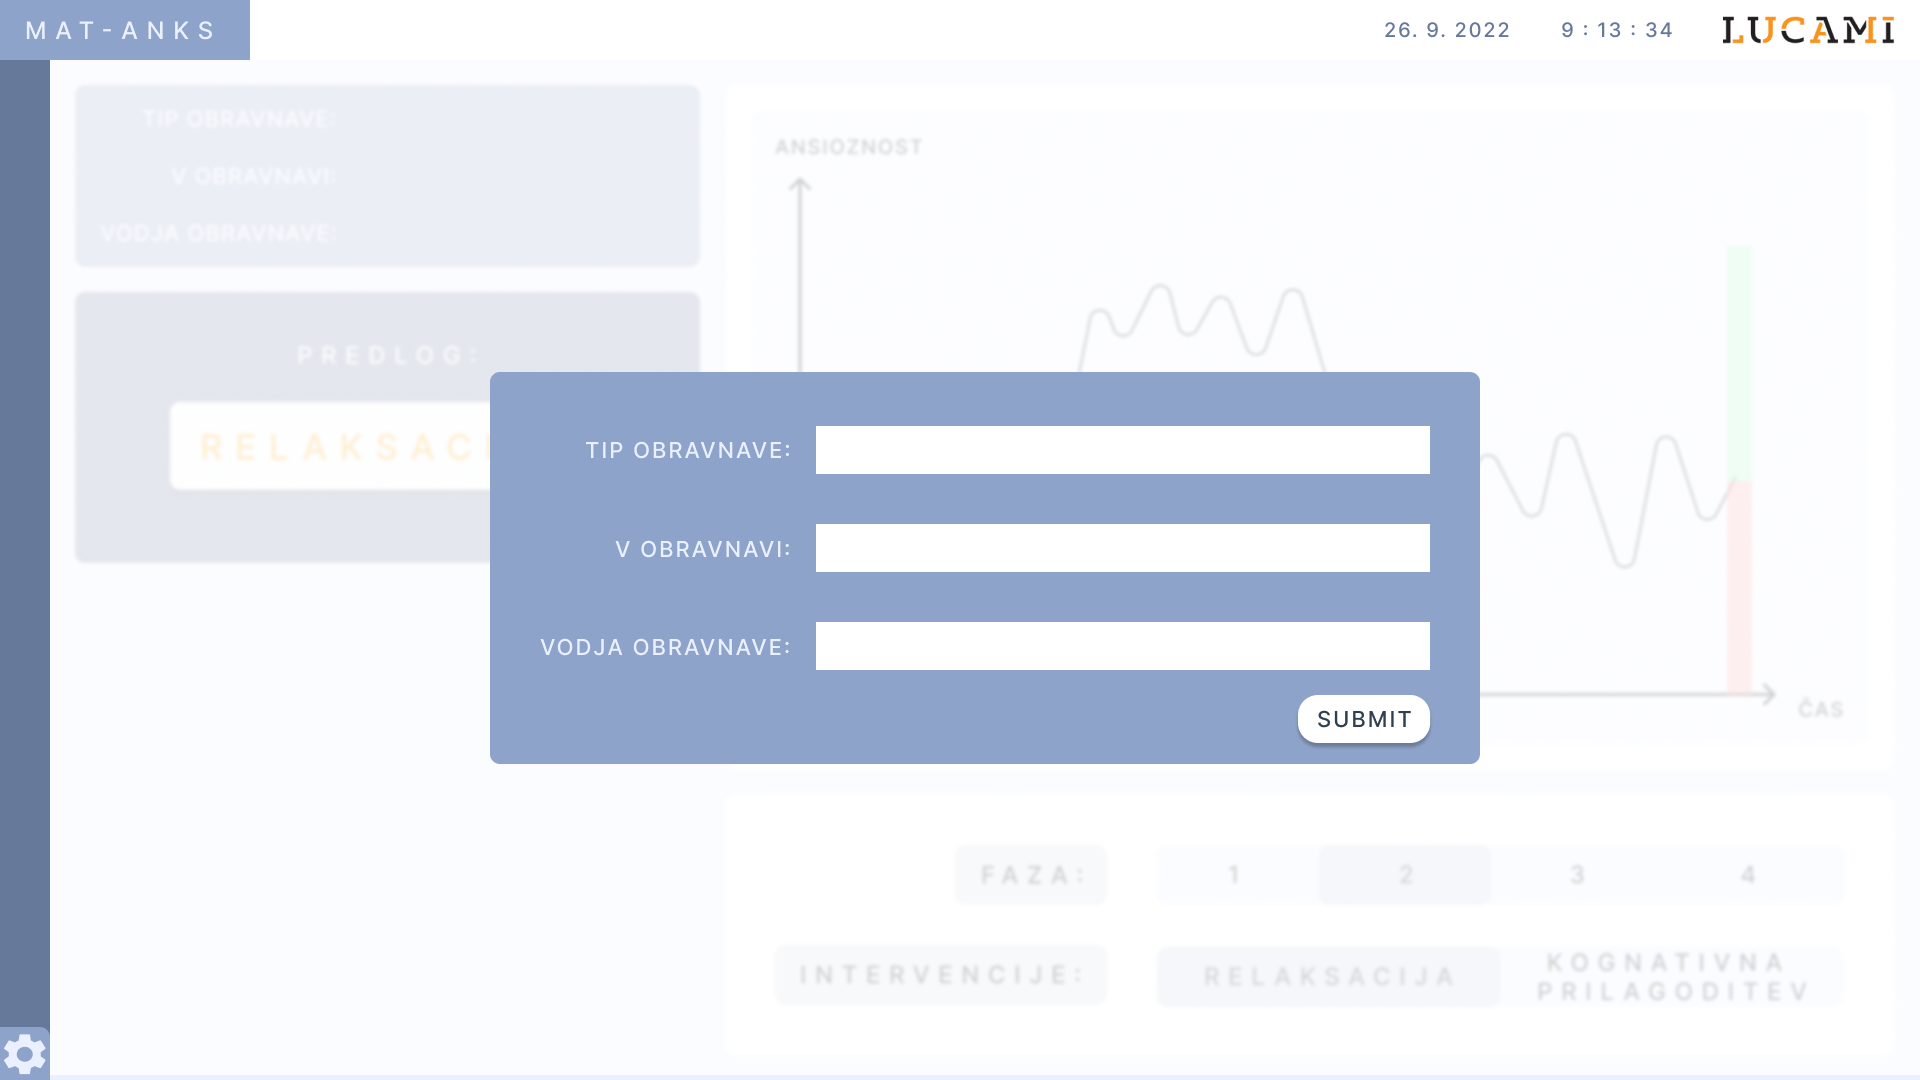 MAT-ANKS
26. 9. 2022
9 : 13 : 34
LUCAMI
TIP OBRAVNAVE:
V OBRAVNAVI:
VODJA OBRAVNAVE:
PREDLOG:
RELAKSACI
ANSIOZNOST
ČAS
TIP OBRAVNAVE:
V OBRAVNAVI:
VODJA OBRAVNAVE:
SUBMIT
FAZA:
1
2
3
4
INTERVENCIJE:
RELAKSACIJA
KOGNATIVNA
PRILAGODITEV